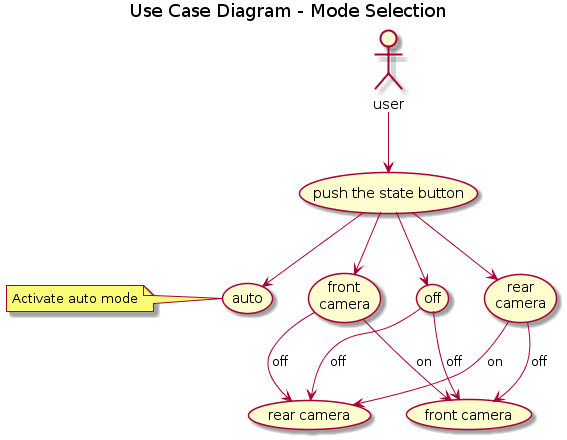 Use Case Diagram - Mode Selection
user
push the state button
Activate auto mode
auto
front
camera
off
rear
camera
off
off
on
off
on
off
rear camera
front camera